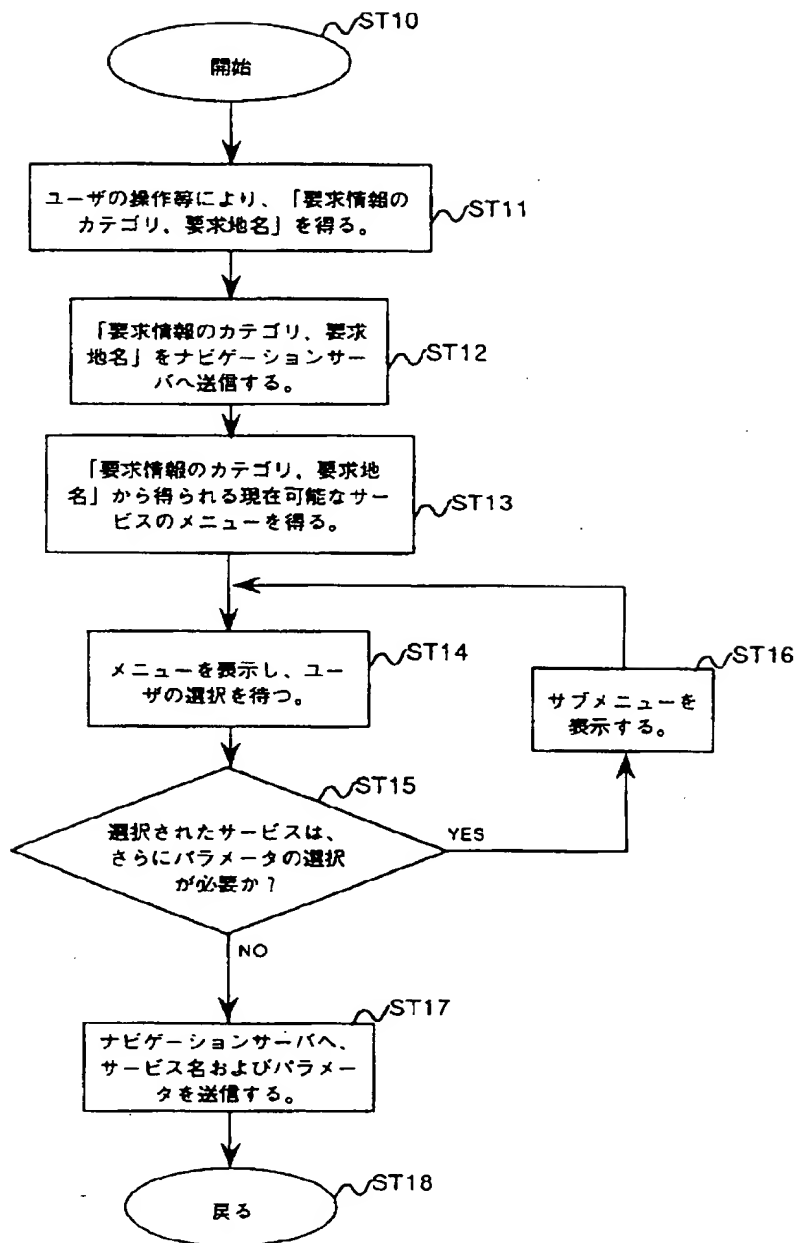 ST10
開始
ユーザの操作等により、「要求情報の
カテゴリ、要求地名」を得る。
ST11
「要求情報のカテゴリ、要求
地名」をナビゲーションサー
バへ送信する。
ST12
「要求情報のカテゴリ、要求地
名」から得られる現在可能なサー
ビスのメニューを得る。
ST13
メニューを表示し、ユー
ザの選択を待つ。
ST14
ST16
サブメニューを
表示する。
ST15
選択されたサービスは、
さらにパラメータの選択
が必要か?
YES
NO
ST17
ナビゲーションサーバへ、
サービス名およびパラメー
タを送信する。
ST18
戻る